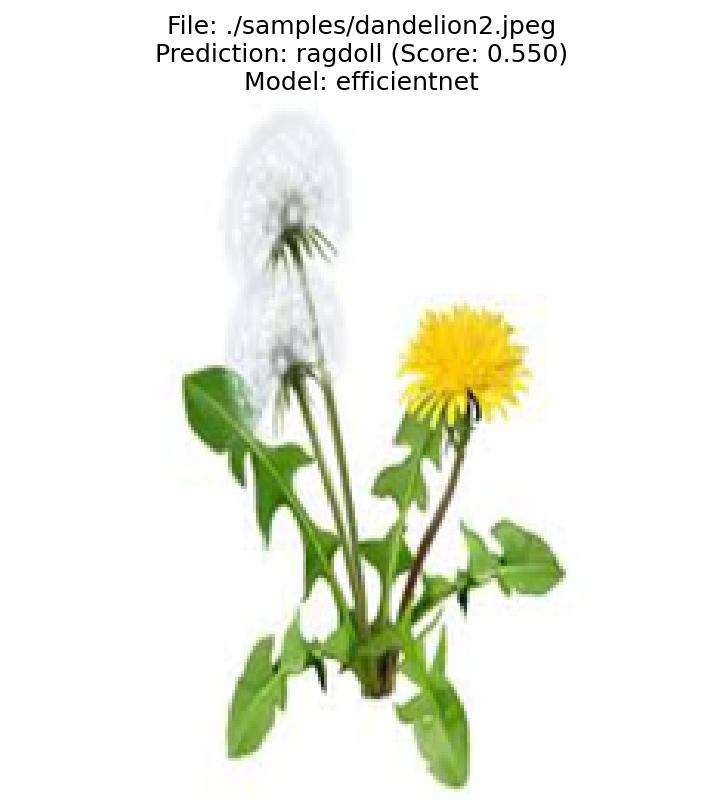 File: ./samples/dandelion2.jpeg
Prediction: ragdoll (Score: 0.550)
Model: efficientnet